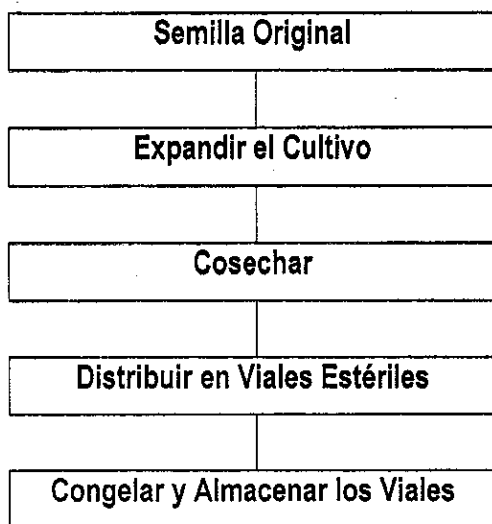 Semilla Original
Expandir el Cultivo
Cosechar
Distribuir en Viales Estériles
Congelar y Almacenar los Viales